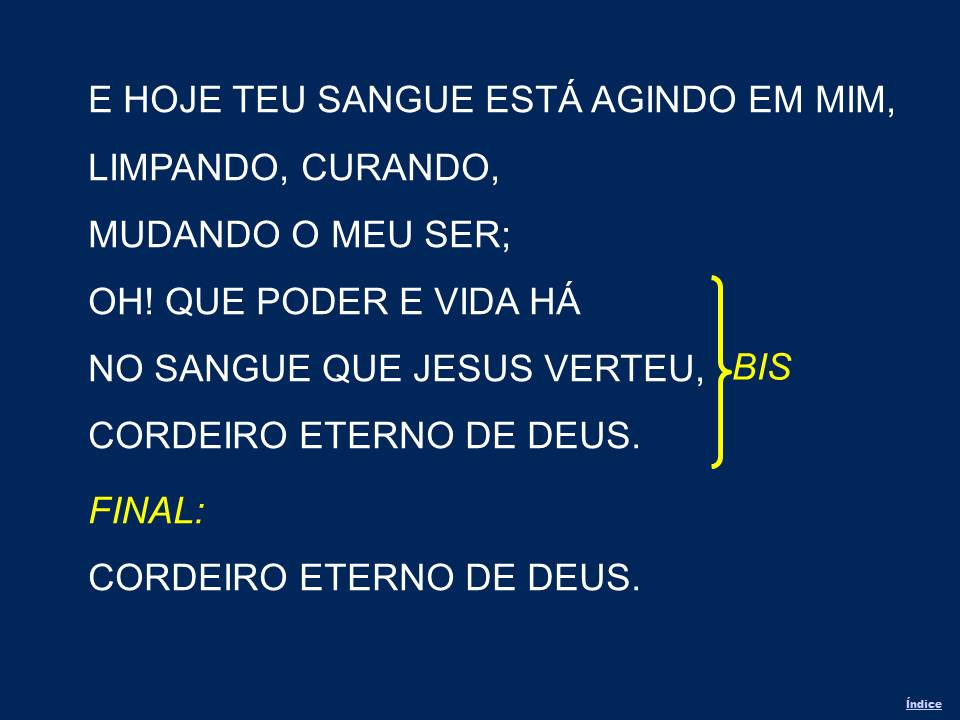 E HOJE TEU SANGUE ESTÁ AGINDO EM MIM,
LIMPANDO, CURANDO,
MUDANDO O MEU SER;
OH! QUE PODER E VIDA HÁ
NO SANGUE QUE JESUS VERTEU,
BIS
CORDEIRO ETERNO DE DEUS.
FINAL:
CORDEIRO ETERNO DE DEUS.
Índice